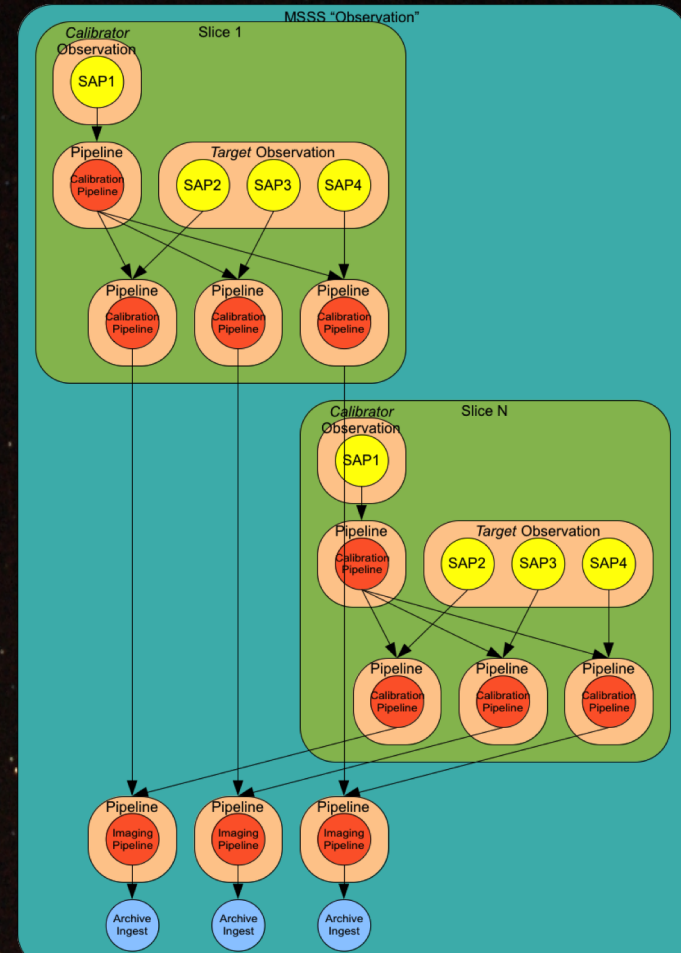 MSSS “Observation”
Slice 1
Calibrator
Observation
SAP1
Pipeline
Calibration
Pipeline
Target Observation
SAP2
SAP3
SAP4
Pipeline
Calibration
Pipeline
Pipeline
Calibration
Pipeline
Pipeline
Calibration
Pipeline
Slice N
Calibrator
Observation
SAP1
Pipeline
Calibration
Pipeline
Target Observation
SAP2
SAP3
SAP4
Pipeline
Calibration
Pipeline
Pipeline
Calibration
Pipeline
Pipeline
Calibration
Pipeline
Pipeline
Imaging
Pipeline
Pipeline
Imaging
Pipeline
Pipeline
Imaging
Pipeline
Archive
Ingest
Archive
Ingest
Archive
Ingest